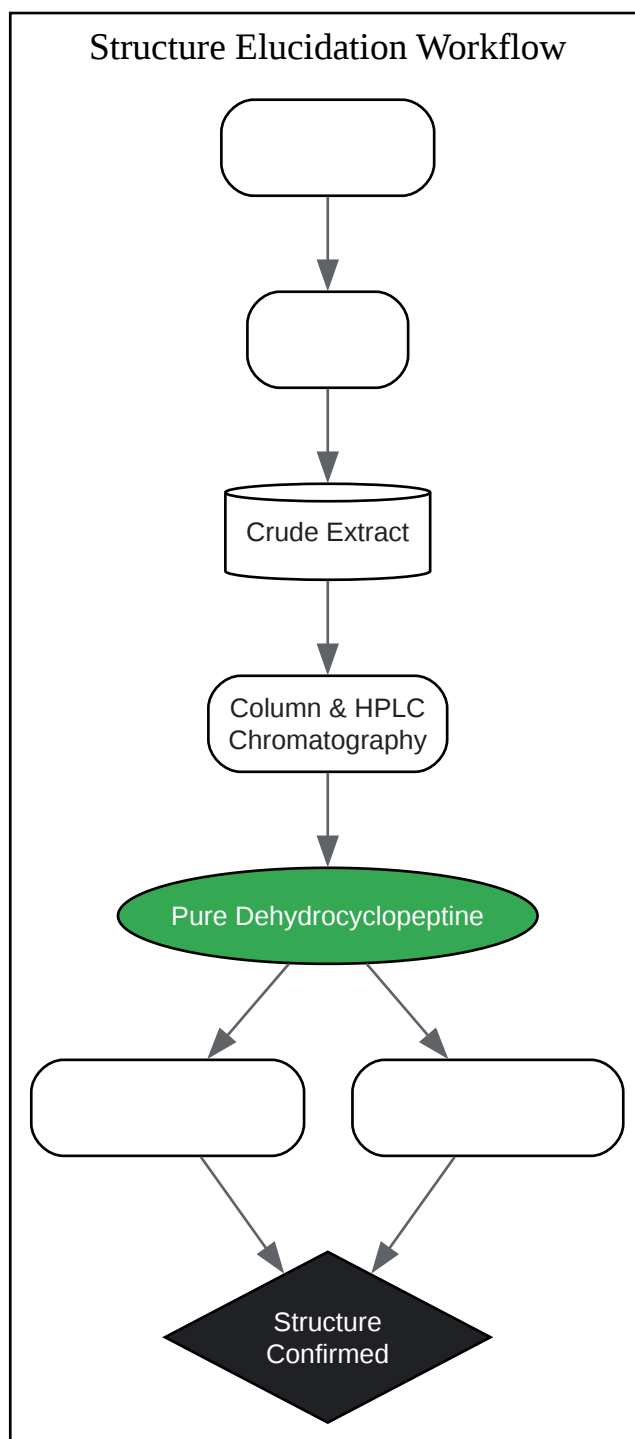 Structure Elucidation Workflow
Crude Extract
Column & HPLC
Chromatography
Pure Dehydrocyclopeptine
Structure
Confirmed